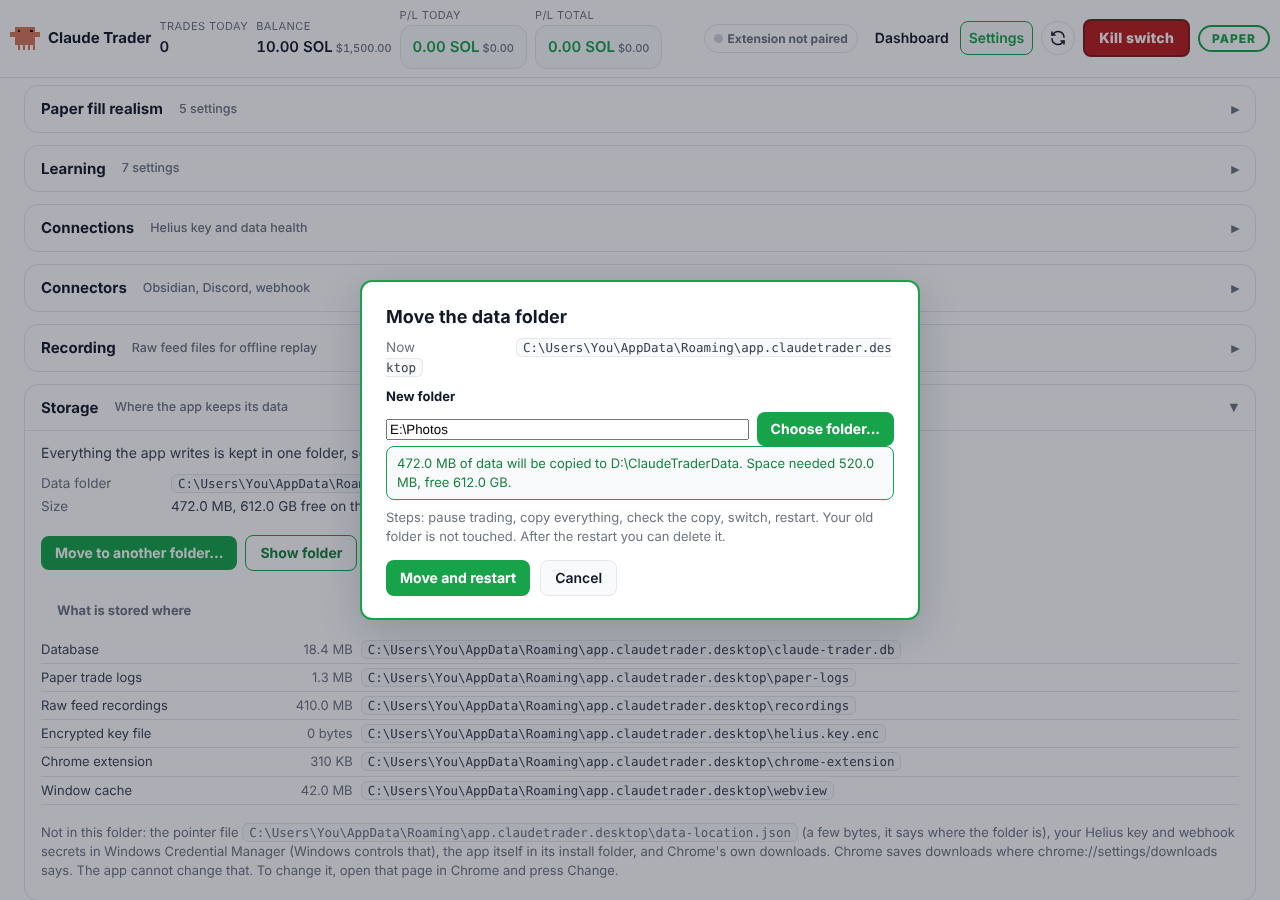 Claude Trader
TRADES TODAY
0
BALANCE
10.00 SOL $1,500.00
P/L TODAY
0.00 SOL $0.00
P/L TOTAL
0.00 SOL $0.00
Extension not paired
Dashboard
Settings
Kill switch
PAPER
Paper fill realism 5 settings
Learning 7 settings
Connections Helius key and data health
Connectors Obsidian, Discord, webhook
Recording Raw feed files for offline replay
Storage Where the app keeps its data
Everything the app writes is kept in one folder, s
Data folder C:\Users\You\AppData\Roam
Size 472.0 MB, 612.0 GB free on th
Move to another folder... Show folder
Move the data folder
Now C:\Users\You\AppData\Roaming\app.claudetrader.des
ktop
New folder
E:\Photos Choose folder...
472.0 MB of data will be copied to D:\ClaudeTraderData. Space needed 520.0
MB, free 612.0 GB.
Steps: pause trading, copy everything, check the copy, switch, restart. Your old
folder is not touched. After the restart you can delete it.
Move and restart Cancel
What is stored where
Database 18.4 MB C:\Users\You\AppData\Roaming\app.claudetrader.desktop\claude-trader.db
Paper trade logs 1.3 MB C:\Users\You\AppData\Roaming\app.claudetrader.desktop\paper-logs
Raw feed recordings 410.0 MB C:\Users\You\AppData\Roaming\app.claudetrader.desktop\recordings
Encrypted key file 0 bytes C:\Users\You\AppData\Roaming\app.claudetrader.desktop\helius.key.enc
Chrome extension 310 KB C:\Users\You\AppData\Roaming\app.claudetrader.desktop\chrome-extension
Window cache 42.0 MB C:\Users\You\AppData\Roaming\app.claudetrader.desktop\webview
Not in this folder: the pointer file C:\Users\You\AppData\Roaming\app.claudetrader.desktop\data-location.json (a few bytes, it says where the folder is), your Helius key and webhook
secrets in Windows Credential Manager (Windows controls that), the app itself in its install folder, and Chrome's own downloads. Chrome saves downloads where chrome://settings/downloads
says. The app cannot change that. To change it, open that page in Chrome and press Change.